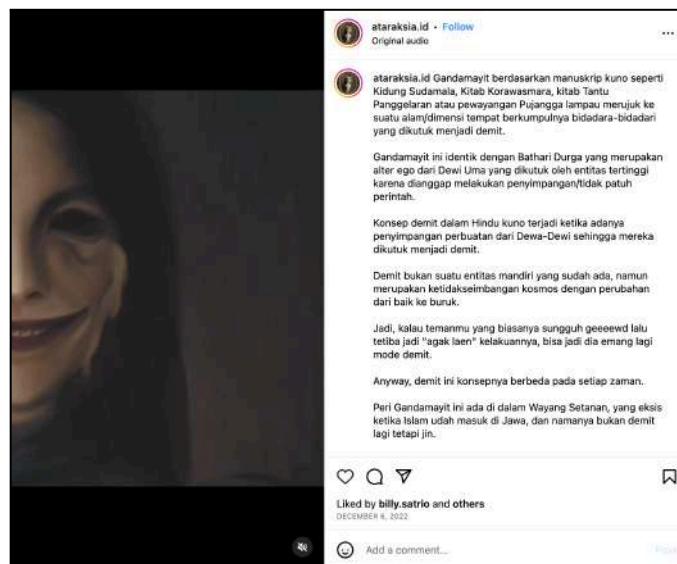 ataraksia.id • Follow
Original audio
ataraksia.id Gandamayit berdasarkan manuskrip kuno seperti
Kidung Sudamala, Kitab Korawasmara, kitab Tantu
Panggelaran atau pewayangan Pujangga lampau merujuk ke
suatu alam/dimensi tempat berkumpulnya bidadara-bidadari
yang dikutuk menjadi demit.
Gandamayit ini identik dengan Bathari Durga yang merupakan
alter ego dari Dewi Uma yang dikutuk oleh entitas tertinggi
karena dianggap melakukan penyimpangan/tidak patuh
perintah.
Konsep demit dalam Hindu kuno terjadi ketika adanya
penyimpangan perbuatan dari Dewa-Dewi sehingga mereka
dikutuk menjadi demit.
Demit bukan suatu entitas mandiri yang sudah ada, namun
merupakan ketidakseimbangan kosmos dengan perubahan
dari baik ke buruk.
Jadi, kalau temanmu yang biasanya sungguh geeeewd lalu
tetiba jadi "agak laen" kelakuannya, bisa jadi dia emang lagi
mode demit.
Anyway, demit ini konsepnya berbeda pada setiap zaman.
Peri Gandamayit ini ada di dalam Wayang Setanan, yang eksis
ketika Islam udah masuk di Jawa, dan namanya bukan demit
lagi tetapi jin.
Liked by billy.satrio and others
DECEMBER 6, 2022
Add a comment...
Post